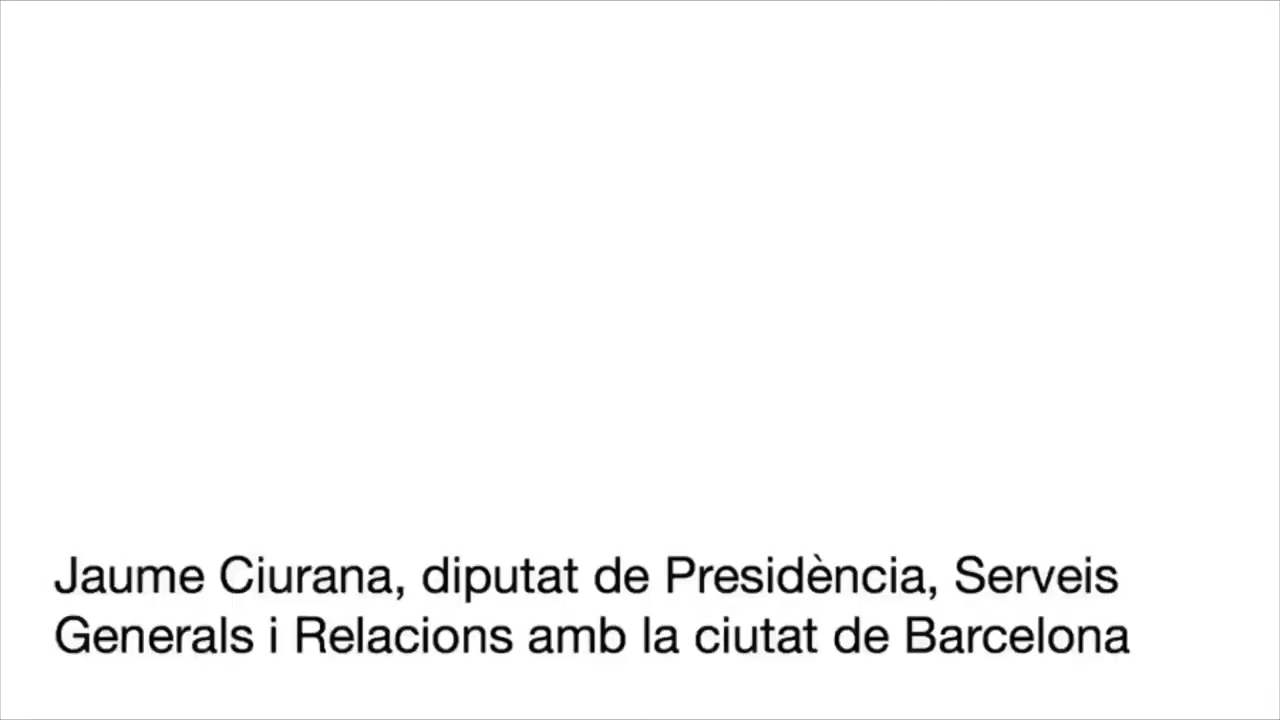 Jaume Ciurana, diputat de Presidència, Serveis
Generals i Relacions amb la ciutat de Barcelona